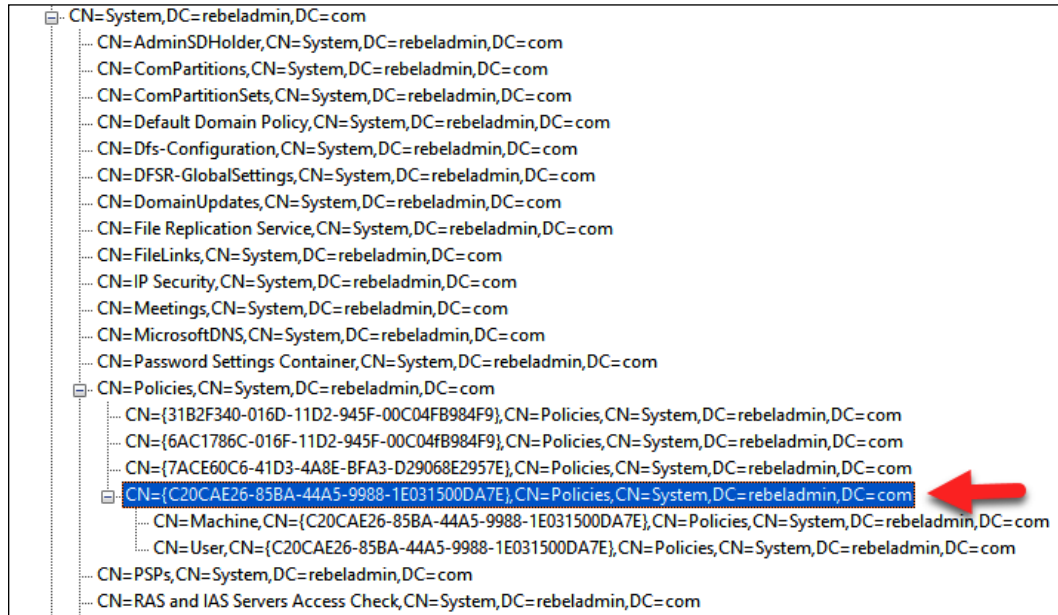 CN=System,DC=rebeladmin,DC=com
CN=AdminSDHolder,CN=System,DC=rebeladmin,DC=com
CN=ComPartitions,CN=System,DC=rebeladmin,DC=com
CN=ComPartitionSets,CN=System,DC=rebeladmin,DC=com
CN=Default Domain Policy,CN=System,DC=rebeladmin,DC=com
CN=Dfs-Configuration,CN=System,DC=rebeladmin,DC=com
CN=DFSR-GlobalSettings,CN=System,DC=rebeladmin,DC=com
CN=DomainUpdates,CN=System,DC=rebeladmin,DC=com
CN=File Replication Service,CN=System,DC=rebeladmin,DC=com
CN=FileLinks,CN=System,DC=rebeladmin,DC=com
CN=IP Security,CN=System,DC=rebeladmin,DC=com
CN=Meetings,CN=System,DC=rebeladmin,DC=com
CN=MicrosoftDNS,CN=System,DC=rebeladmin,DC=com
CN=Password Settings Container,CN=System,DC=rebeladmin,DC=com
CN=Policies,CN=System,DC=rebeladmin,DC=com
CN={31B2F340-016D-11D2-945F-00C04FB984F9},CN=Policies,CN=System,DC=rebeladmin,DC=com
CN={6AC1786C-016F-11D2-945F-00C04fB984F9},CN=Policies,CN=System,DC=rebeladmin,DC=com
CN={7ACE60C6-41D3-4A8E-BFA3-D29068E2957E},CN=Policies,CN=System,DC=rebeladmin,DC=com
CN={C20CAE26-85BA-44A5-9988-1E031500DA7E},CN=Policies,CN=System,DC=rebeladmin,DC=com
CN=Machine,CN={C20CAE26-85BA-44A5-9988-1E031500DA7E},CN=Policies,CN=System,DC=rebeladmin,DC=com
CN=User,CN={C20CAE26-85BA-44A5-9988-1E031500DA7E},CN=Policies,CN=System,DC=rebeladmin,DC=com
CN=PSPs,CN=System,DC=rebeladmin,DC=com
CN=RAS and IAS Servers Access Check,CN=System,DC=rebeladmin,DC=com